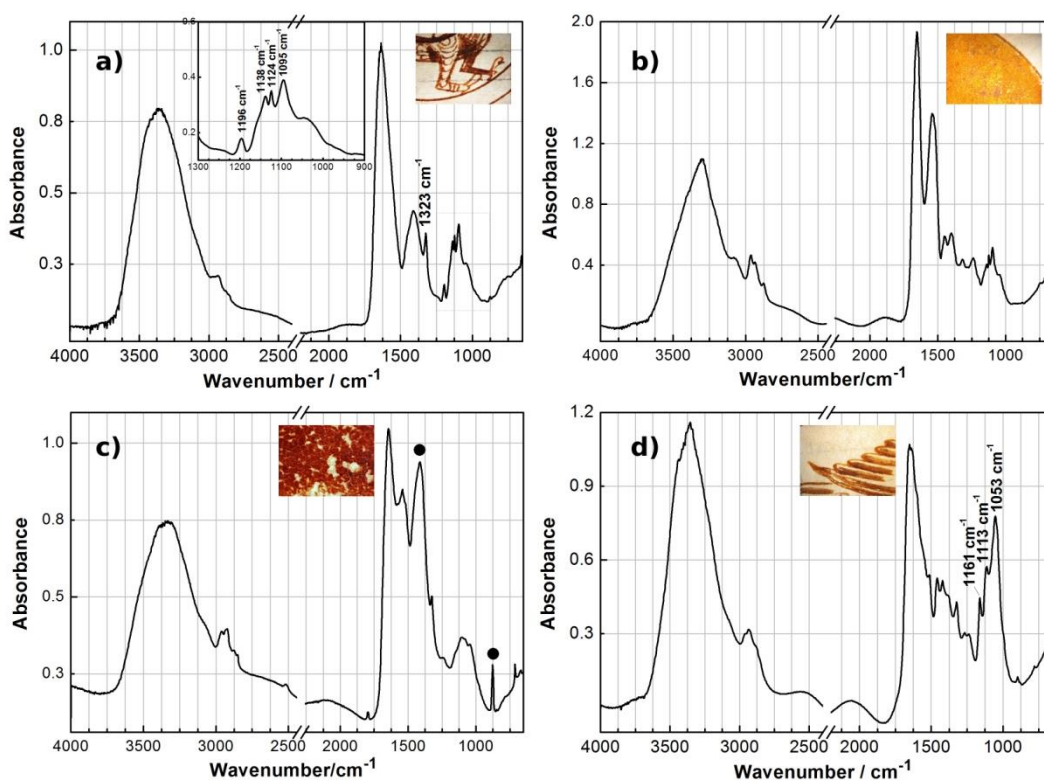 a)
0.8
1138 cm-1
1124 cm-1
1095 cm-1
1196 cm-1
0.4
0.2
1300 1200 1100 1000 900
1323 cm-1
Absorbance
1.0
0.8
0.5
0.3
4000 3500 3000 2500 2000 1500 1000
Wavenumber / cm-1
b)
Absorbance
2.0
1.6
1.2
0.8
0.4
4000 3500 3000 2500 2000 1500 1000
Wavenumber/cm-1
c)
Absorbance
1.0
0.8
0.5
0.3
4000 3500 3000 2500 2000 1500 1000
Wavenumber/cm-1
d)
1161 cm-1
1113 cm-1
1053 cm-1
Absorbance
1.2
0.9
0.6
0.3
4000 3500 3000 2500 2000 1500 1000
Wavenumber/cm-1